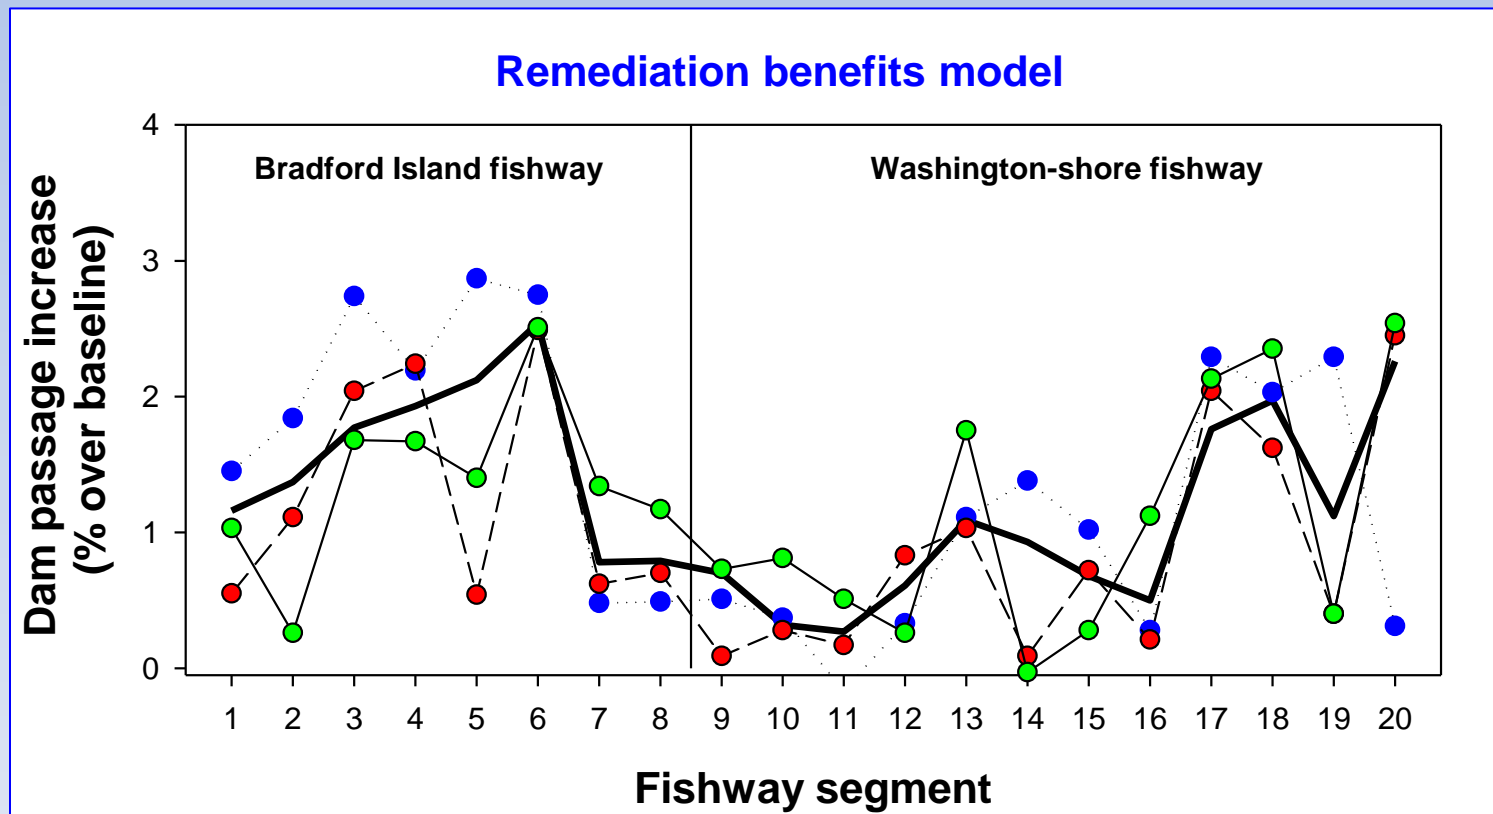 Remediation benefits model
Bradford Island fishway
Washington-shore fishway
Dam passage increase
(% over baseline)
4
3
2
1
0
1 2 3 4 5 6 7 8 9 10 11 12 13 14 15 16 17 18 19 20
Fishway segment